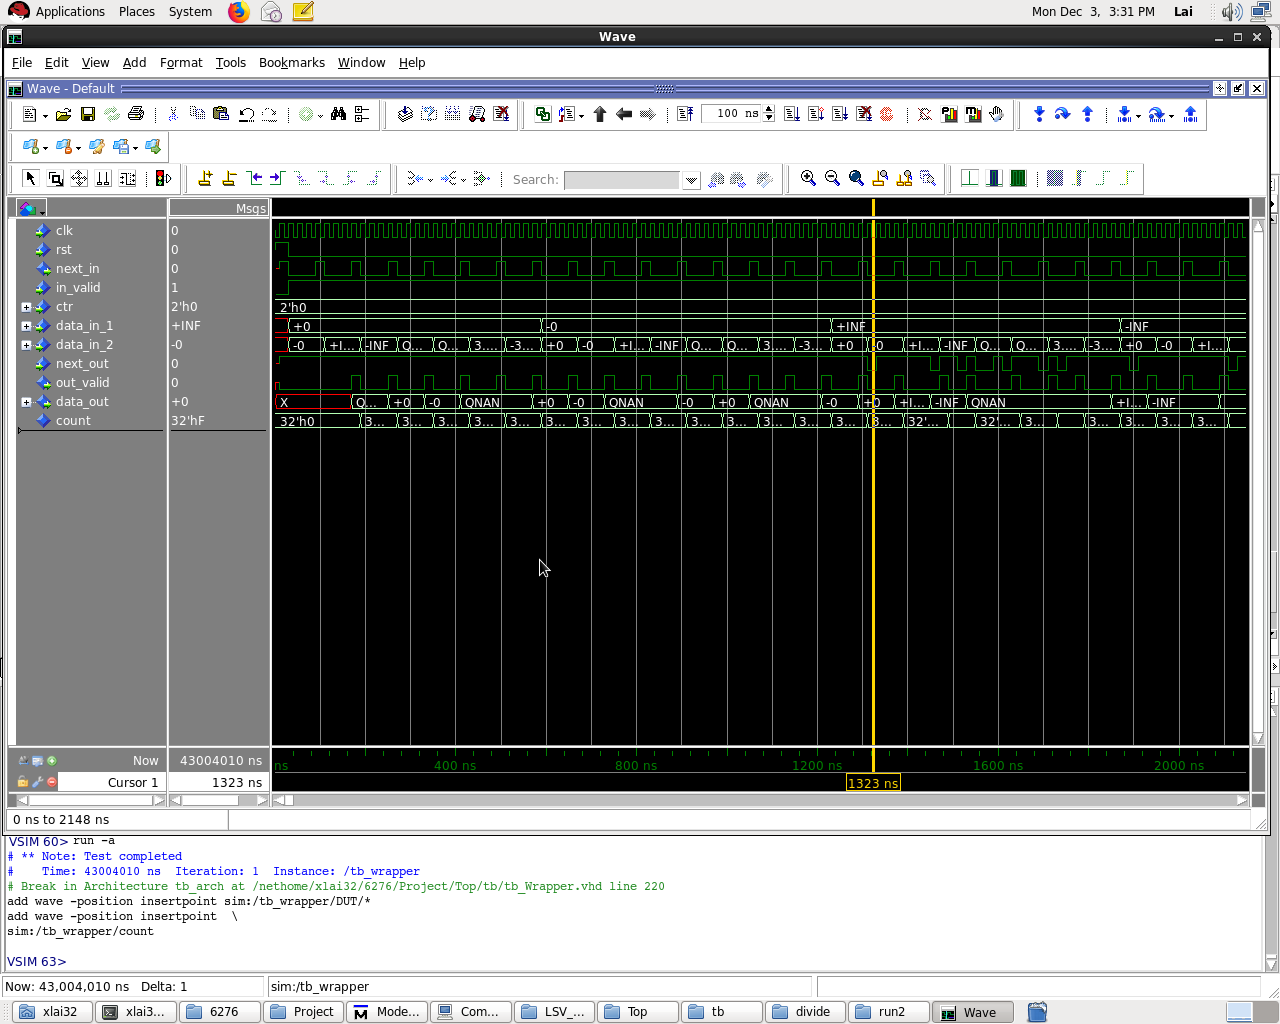 Applications Places System Mon Dec 3, 3:31 PM Lai
Wave
File Edit View Add Format Tools Bookmarks Window Help
Wave - Default
100 ns
Search:
Msgs
clk 0
rst 0
next_in 0
in_valid 1
ctr 2'h0 2'h0
data_in_1 +INF +0 -0 +INF -INF
data_in_2 -0 -0 +I... -INF Q... Q... 3.... -3... +0 -0 +I... -INF Q... Q... 3.... -3... +0 -0 +I... -INF Q... Q... 3.... -3... +0 -0 +I...
next_out 0
out_valid 0
data_out +0 X Q... +0 -0 QNAN +0 -0 QNAN -0 +0 QNAN -0 +0 +I... -INF QNAN +I... -INF
count 32'hF 32'h0 3... 3... 3... 3... 3... 3... 3... 3... 3... 3... 3... 3... 3... 3... 3... 32'... 32'... 3... 3... 3... 3... 3...
Now 43004010 ns ns 400 ns 800 ns 1200 ns 1600 ns 2000 ns
Cursor 1 1323 ns 1323 ns
0 ns to 2148 ns
VSIM 60> run -a
# ** Note: Test completed
# Time: 43004010 ns Iteration: 1 Instance: /tb_wrapper
# Break in Architecture tb_arch at /nethome/xlai32/6276/Project/Top/tb/tb_Wrapper.vhd line 220
add wave -position insertpoint sim:/tb_wrapper/DUT/*
add wave -position insertpoint \
sim:/tb_wrapper/count
VSIM 63>
Now: 43,004,010 ns Delta: 1 sim:/tb_wrapper
xlai32 xlai3... 6276 Project Mode... Com... LSV_... Top tb divide run2 Wave